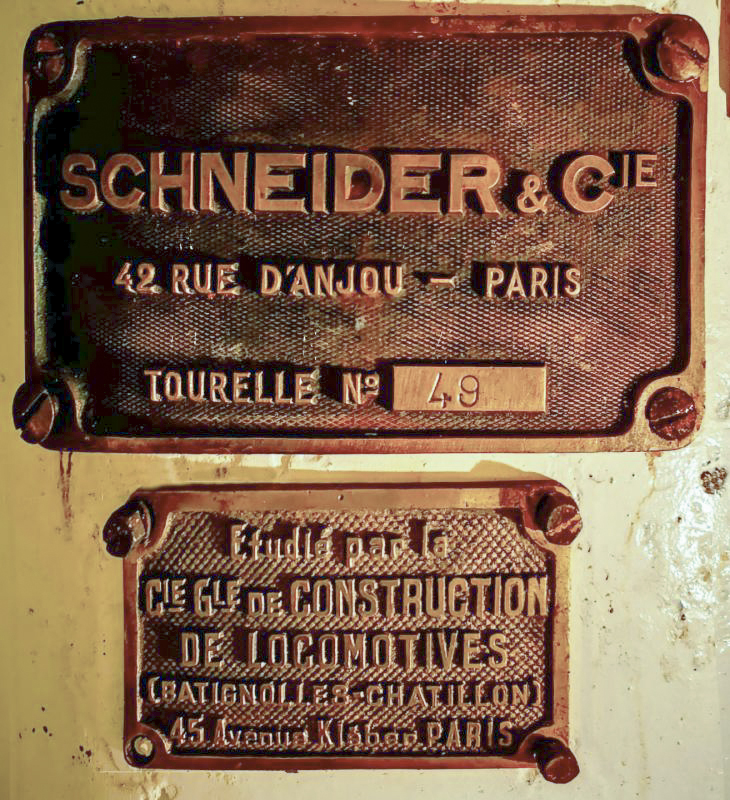 SCHNEIDER & CIE
42 RUE D'ANJOU — PARIS
TOURELLE No 49
Etudié par la
CIE GLE DE CONSTRUCTION
DE LOCOMOTIVES
(BATIGNOLLES-CHATILLON)
45 Avenue Kléber PARIS